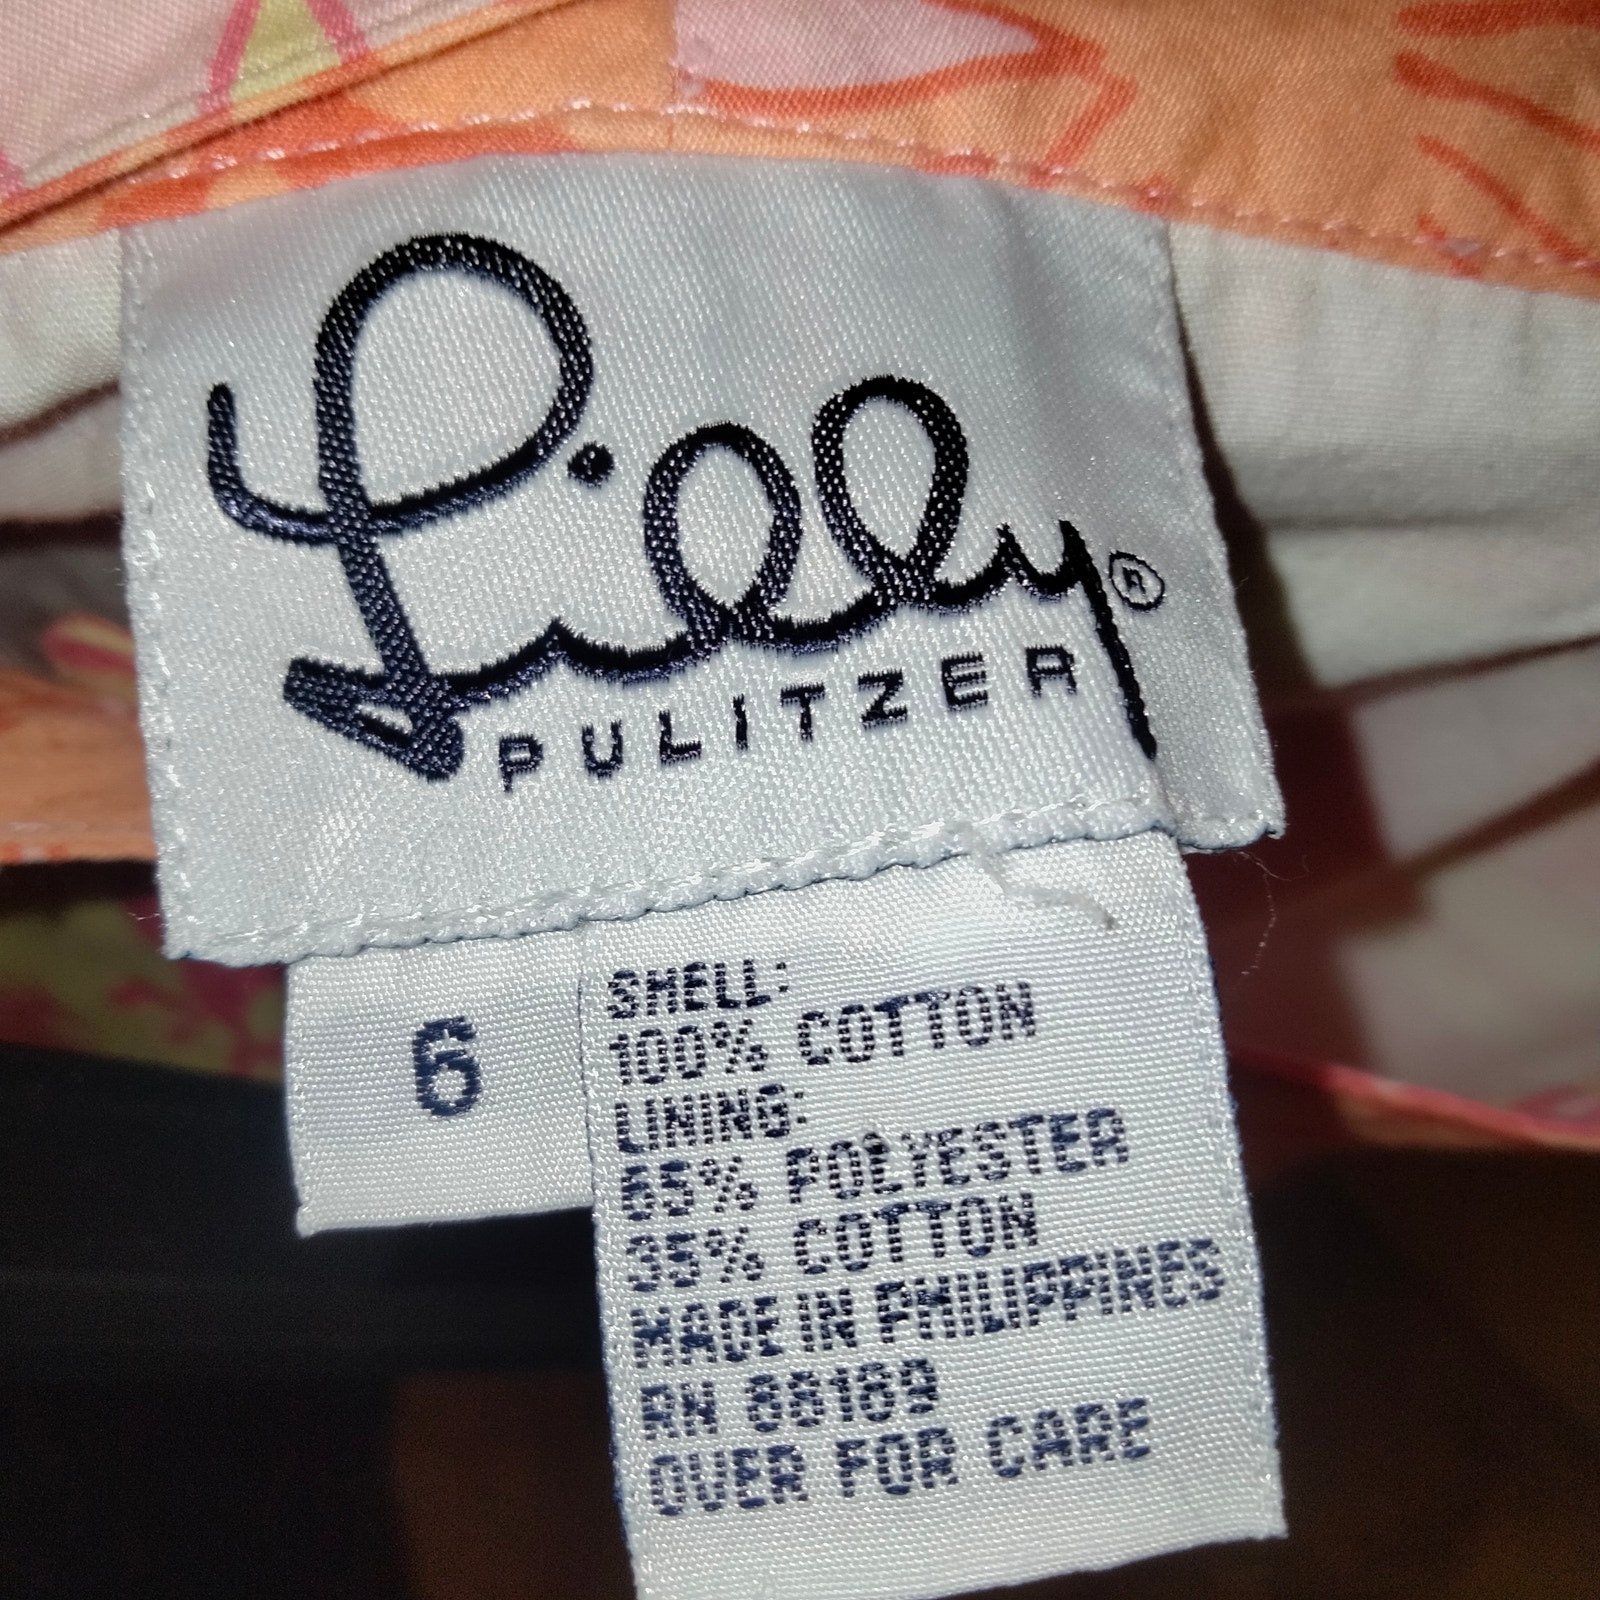 Lilly®
PULITZER
6
SHELL:
100% COTTON
LINING:
65% POLYESTER
35% COTTON
MADE IN PHILIPPINES
RN 88169
OVER FOR CARE